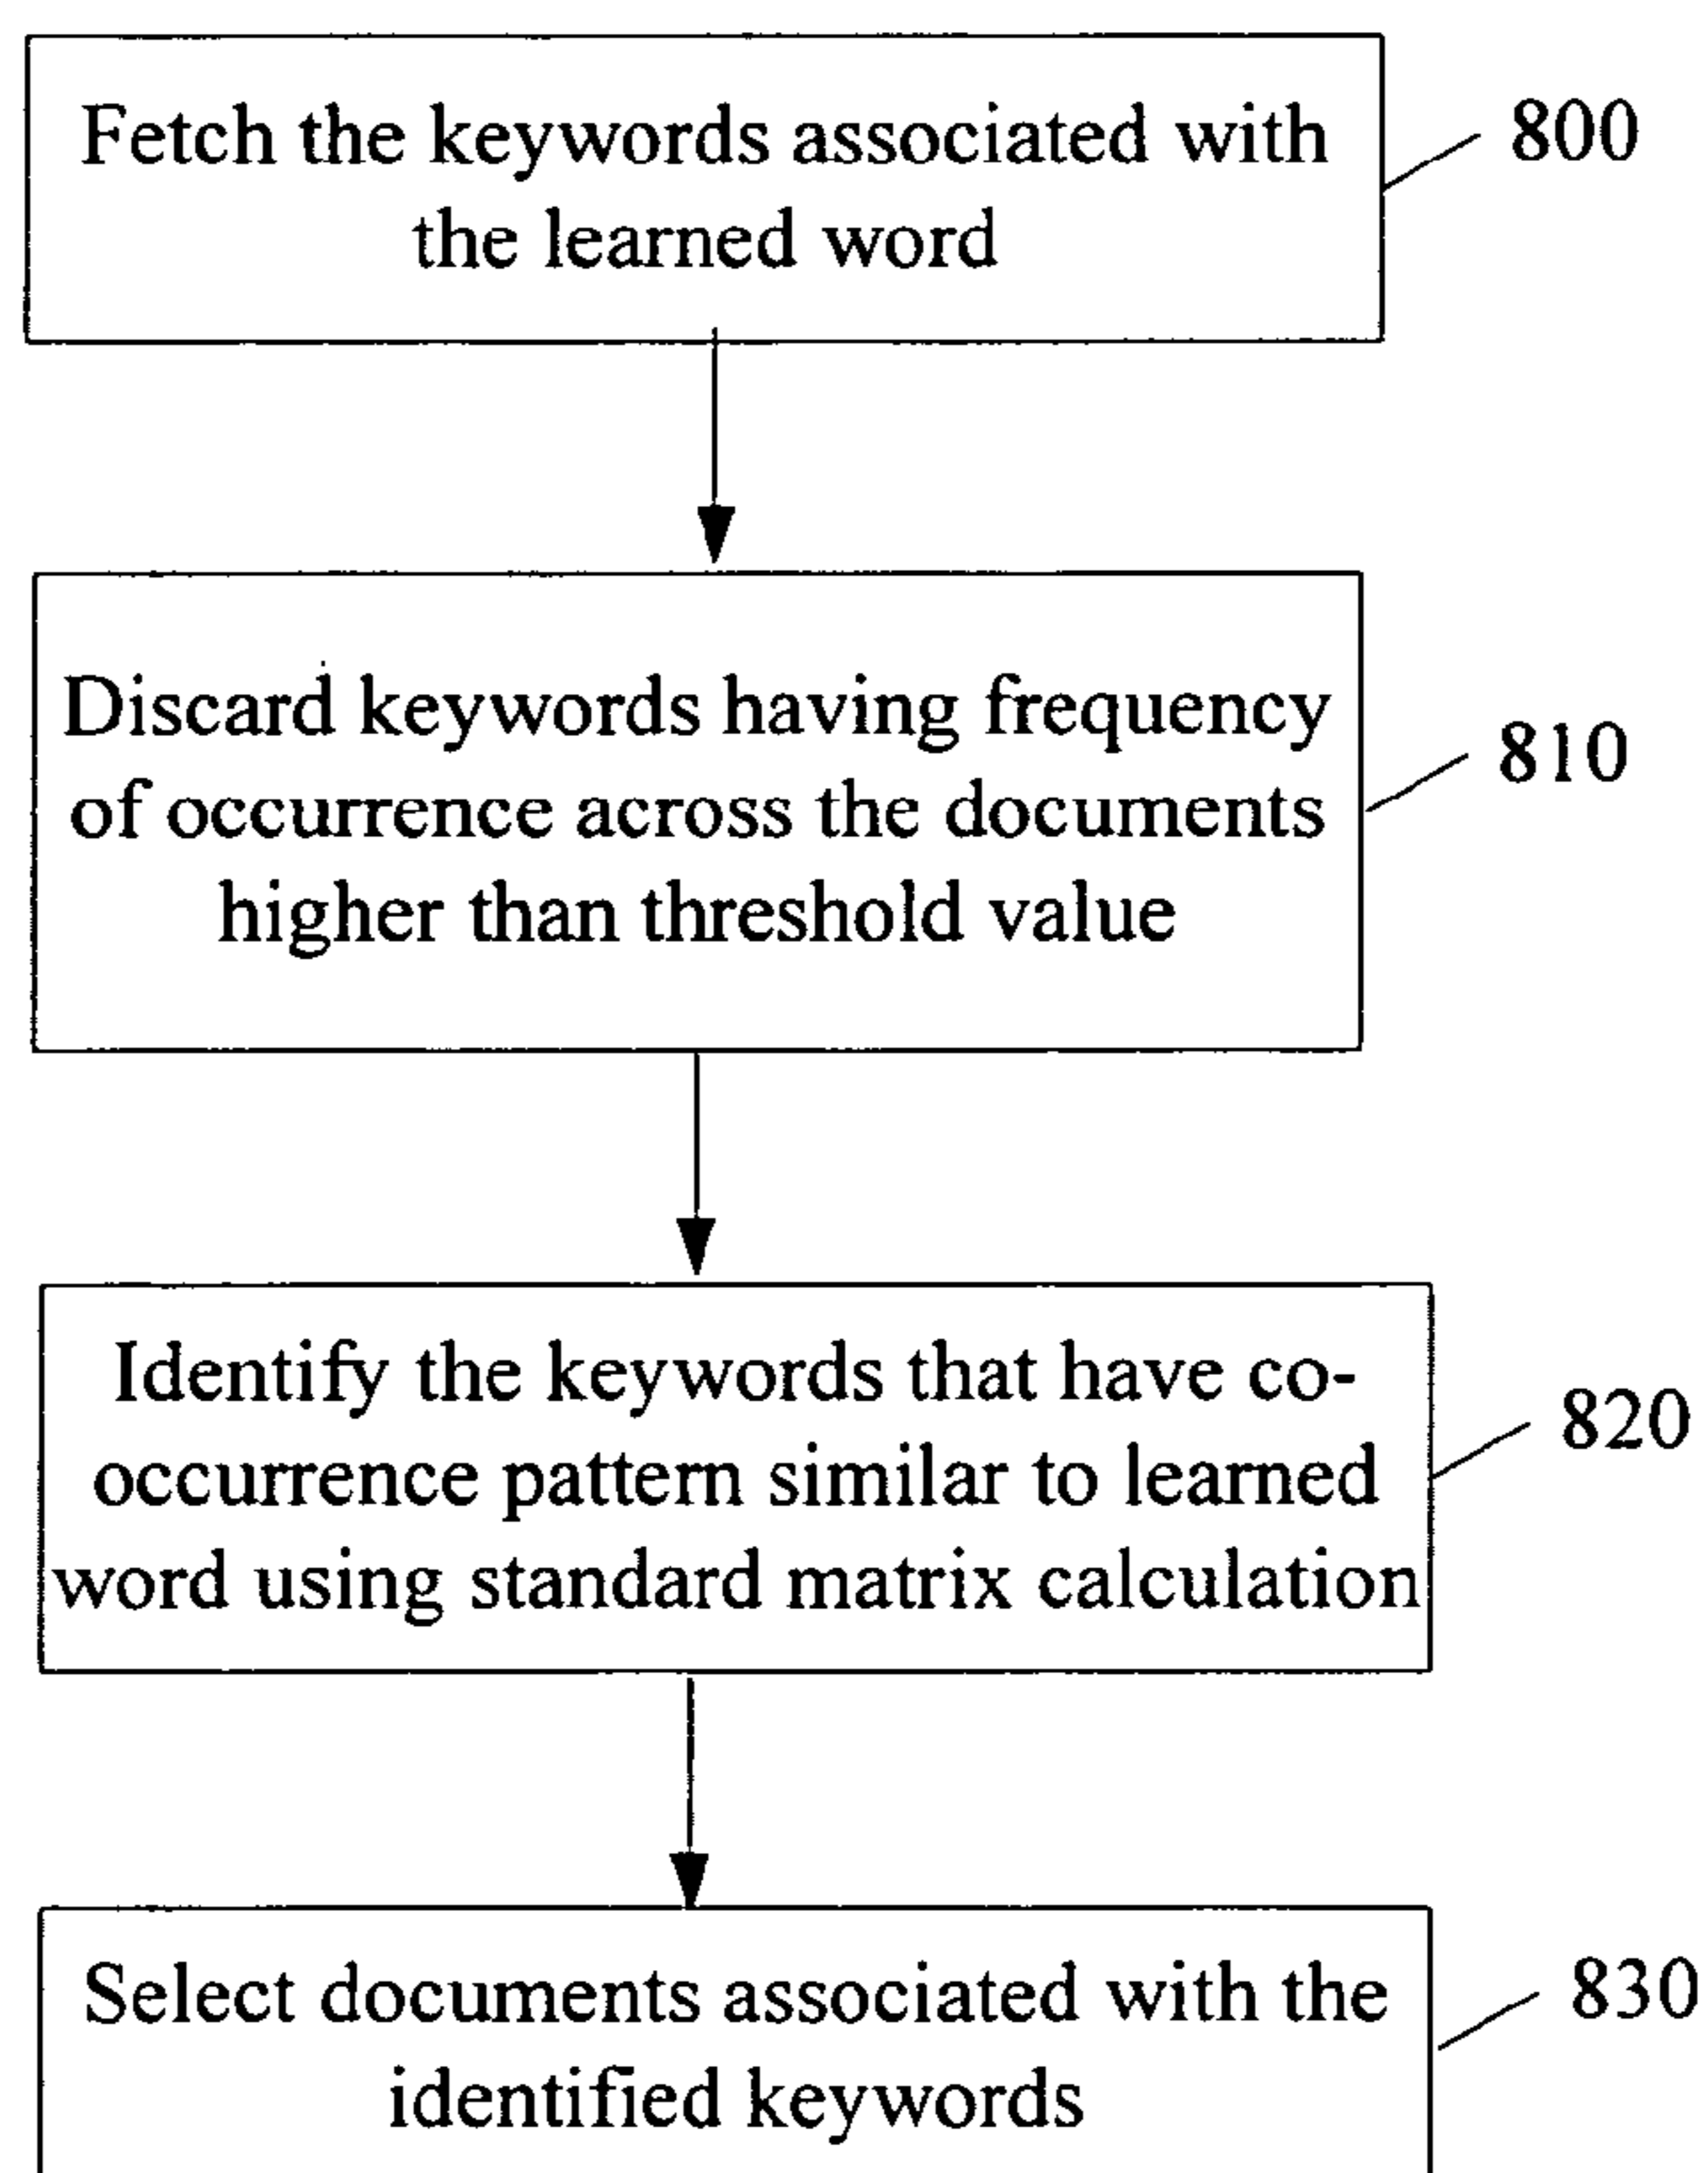 Fetch the keywords associated with
the learned word
800
Discard keywords having frequency
of occurrence across the documents
higher than threshold value
810
Identify the keywords that have co-
occurrence pattern similar to learned
word using standard matrix calculation
820
Select documents associated with the
identified keywords
830